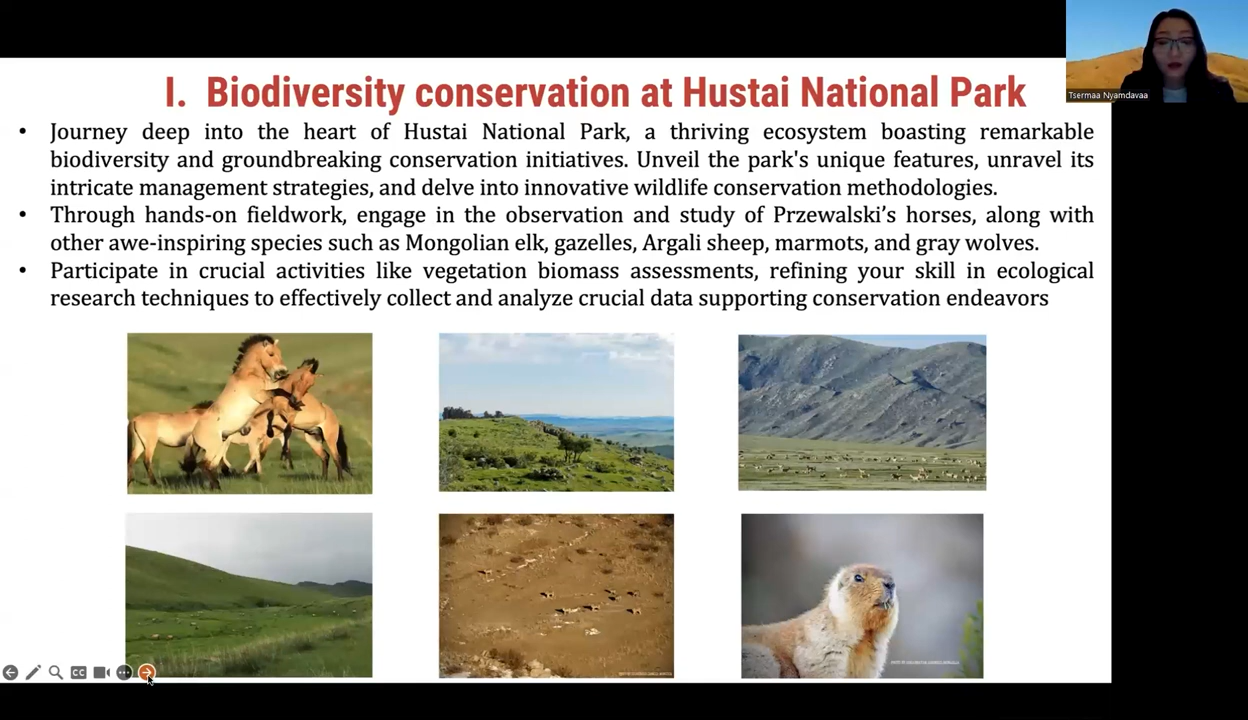 Tsermaa Nyamdavaa
I. Biodiversity conservation at Hustai National Park
• Journey deep into the heart of Hustai National Park, a thriving ecosystem boasting remarkable
biodiversity and groundbreaking conservation initiatives. Unveil the park's unique features, unravel its
intricate management strategies, and delve into innovative wildlife conservation methodologies.
• Through hands-on fieldwork, engage in the observation and study of Przewalski’s horses, along with
other awe-inspiring species such as Mongolian elk, gazelles, Argali sheep, marmots, and gray wolves.
• Participate in crucial activities like vegetation biomass assessments, refining your skill in ecological
research techniques to effectively collect and analyze crucial data supporting conservation endeavors
CC